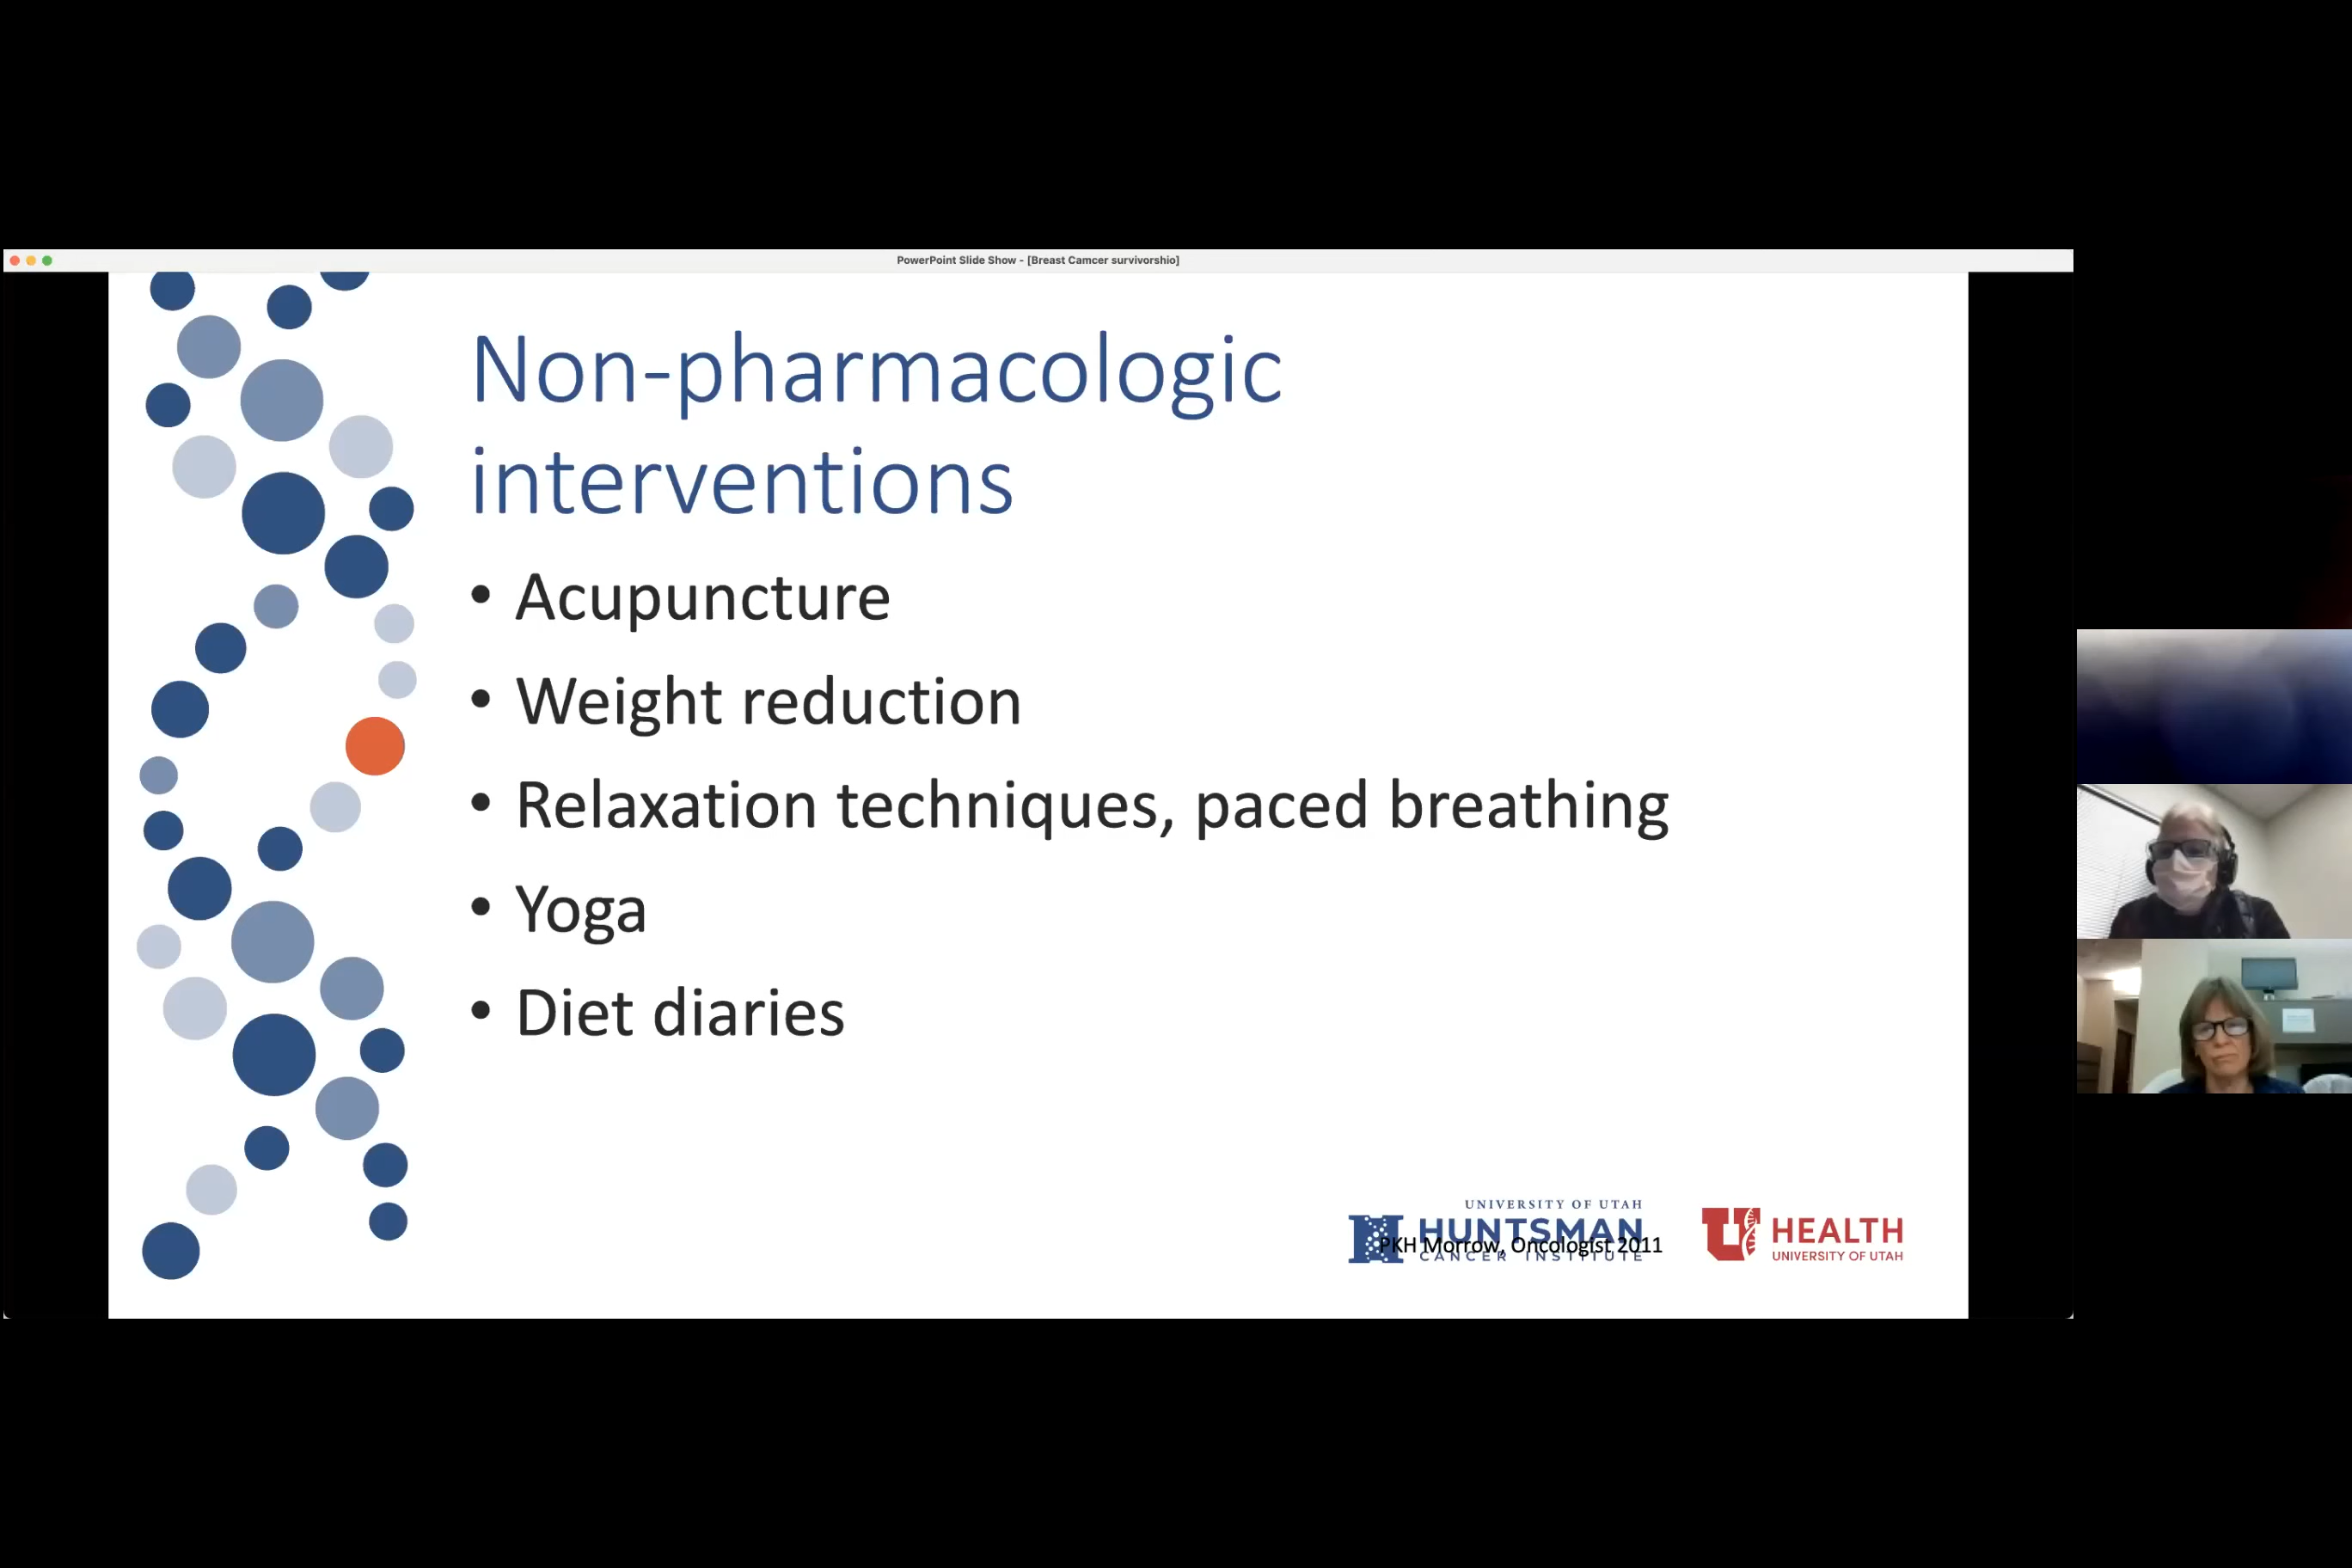 PowerPoint Slide Show - [Breast Camcer survivorshio]
Non-pharmacologic
interventions
• Acupuncture
• Weight reduction
• Relaxation techniques, paced breathing
• Yoga
• Diet diaries
UNIVERSITY OF UTAH
HUNTSMAN
CANCER INSTITUTE
PKH Morrow, Oncologist 2011
U HEALTH
UNIVERSITY OF UTAH